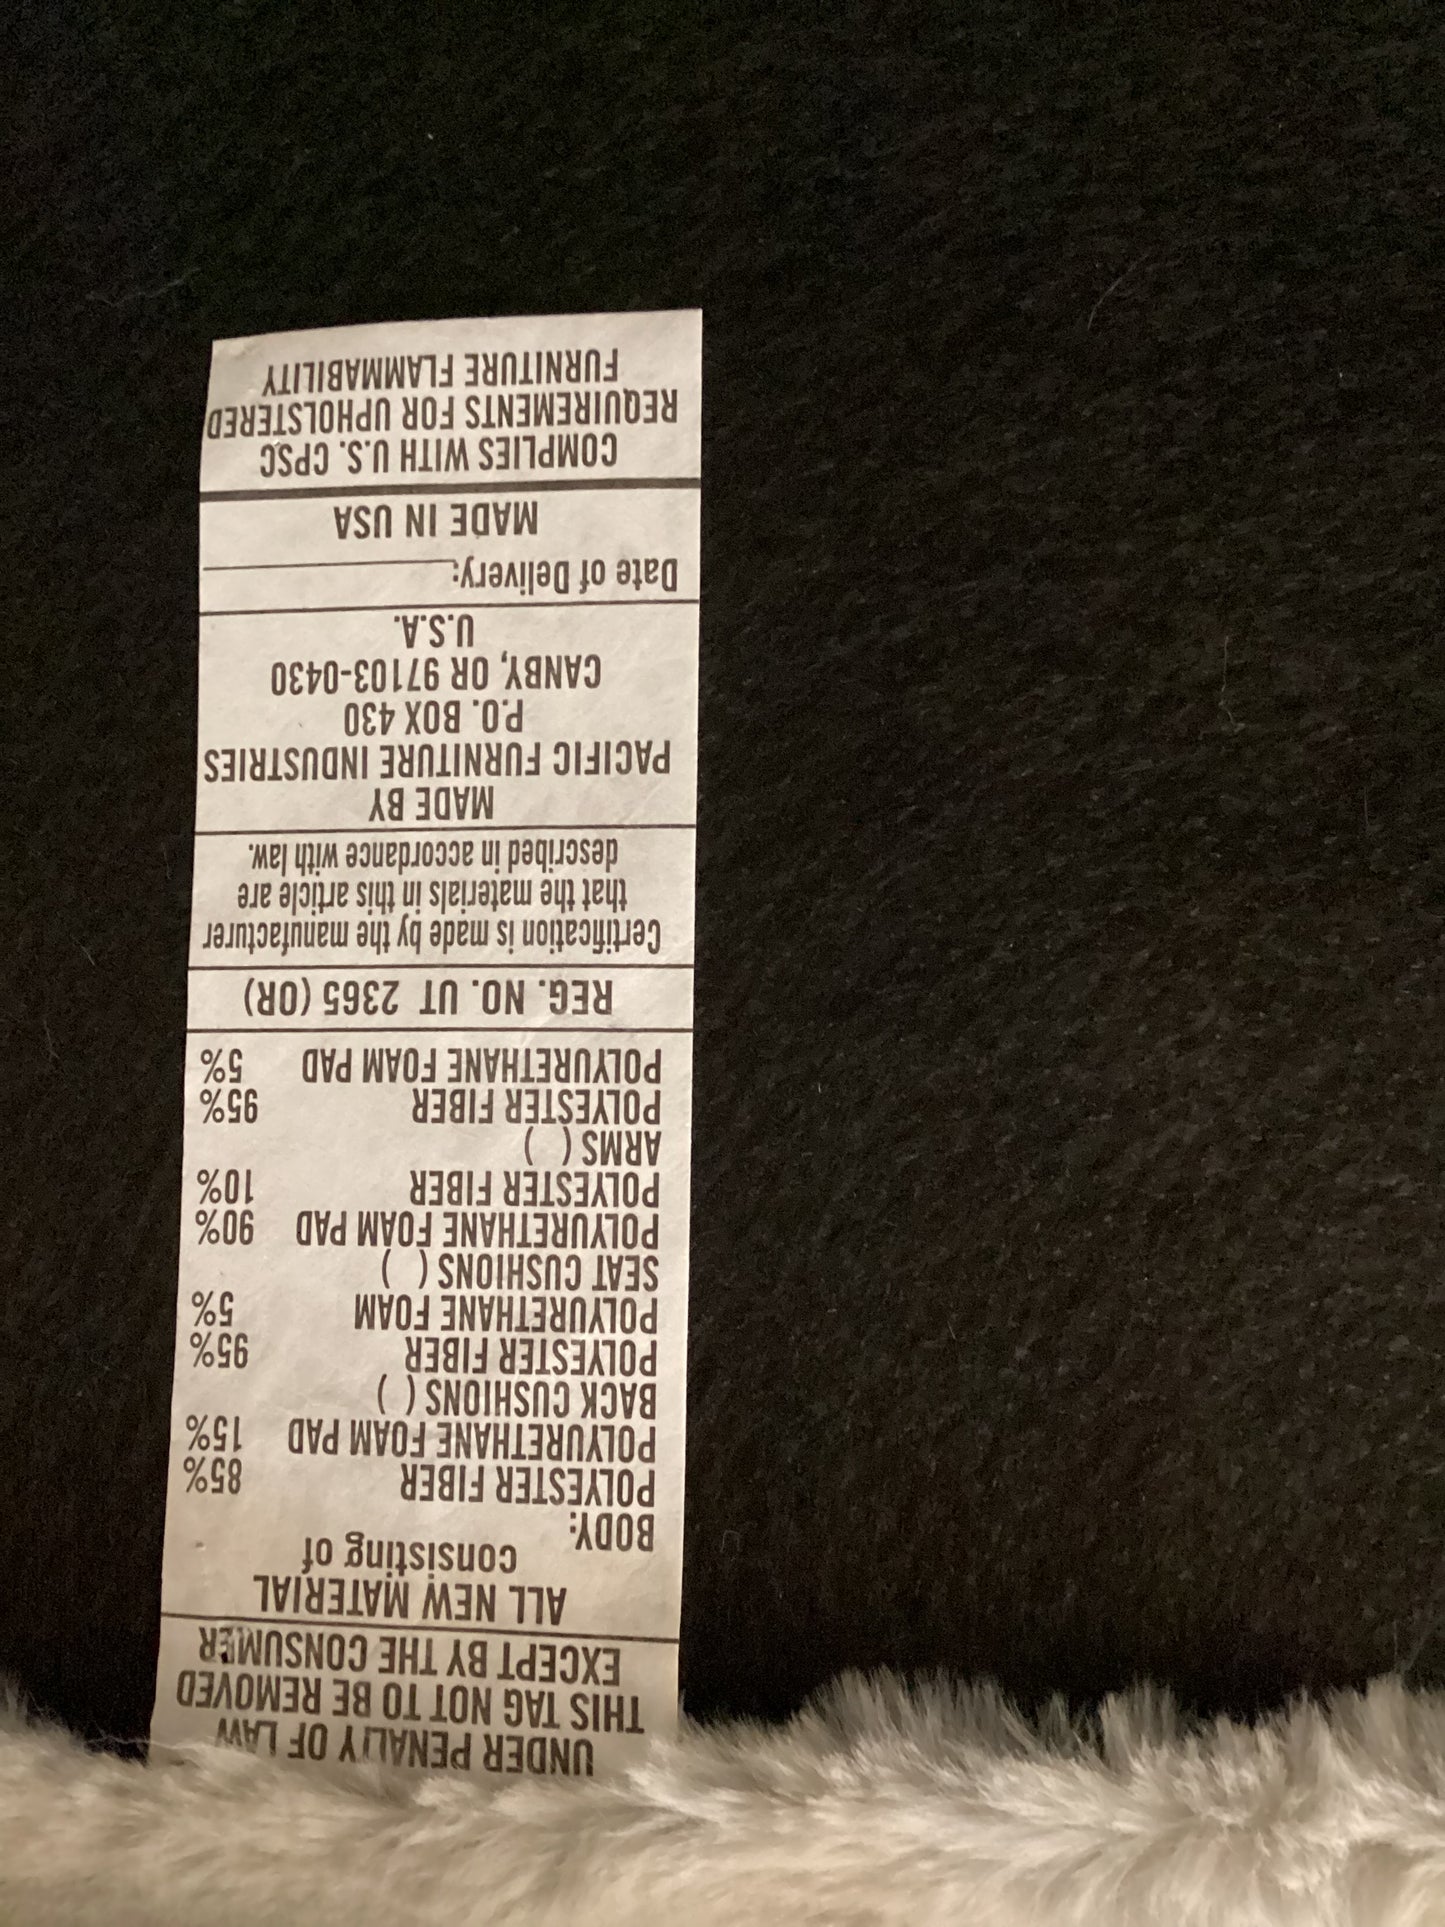 UNDER PENALTY OF LAW
THIS TAG NOT TO BE REMOVED
EXCEPT BY THE CONSUMER
ALL NEW MATERIAL
consisting of
BODY:
POLYESTER FIBER 85%
POLYURETHANE FOAM PAD 15%
BACK CUSHIONS ( )
POLYESTER FIBER 95%
POLYURETHANE FOAM 5%
SEAT CUSHIONS ( )
POLYURETHANE FOAM PAD 90%
POLYESTER FIBER 10%
ARMS ( )
POLYESTER FIBER 95%
POLYURETHANE FOAM PAD 5%
REG. NO. UT 2365 (OR)
Certification is made by the manufacturer
that the materials in this article are
described in accordance with law.
MADE BY
PACIFIC FURNITURE INDUSTRIES
P.O. BOX 430
CANBY, OR 97103-0430
U.S.A.
Date of Delivery:
MADE IN USA
COMPLIES WITH U.S. CPSC
REQUIREMENTS FOR UPHOLSTERED
FURNITURE FLAMMABILITY